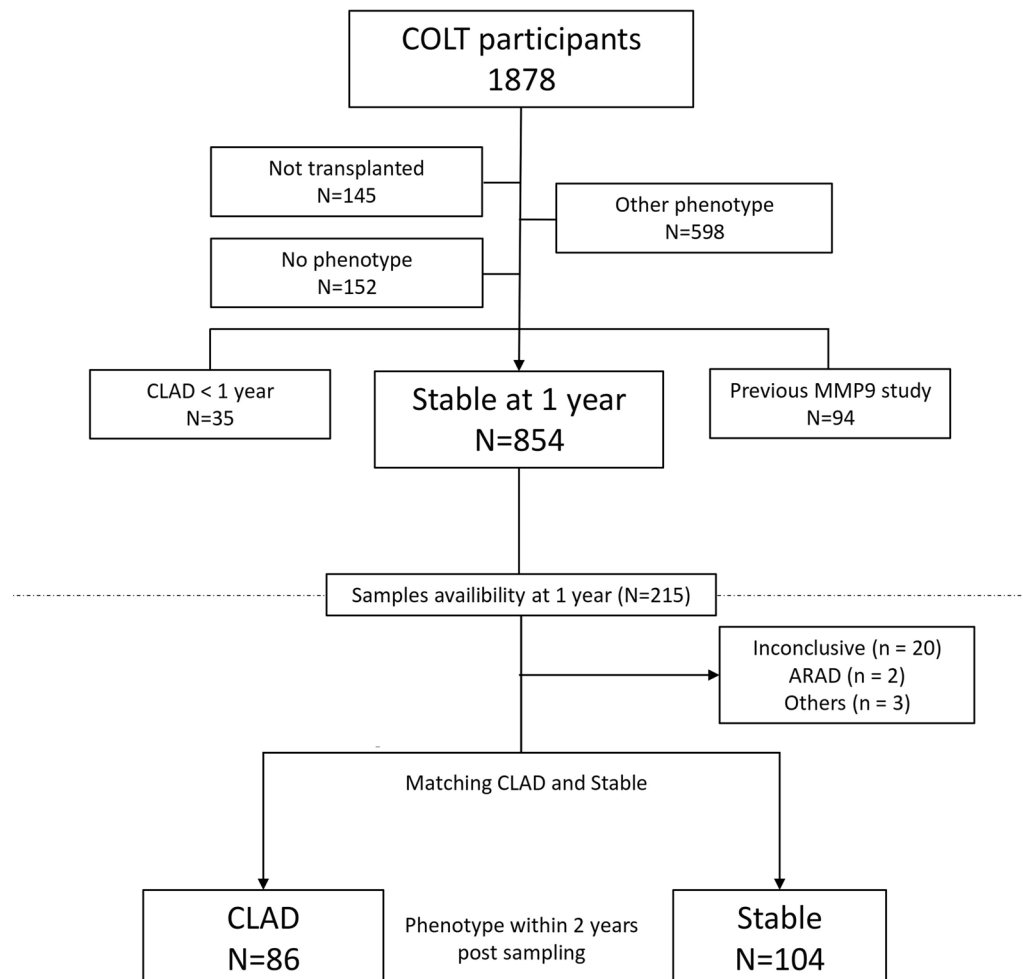 COLT participants
1878
Not transplanted
N=145
Other phenotype
N=598
No phenotype
N=152
CLAD < 1 year
N=35
Stable at 1 year
N=854
Previous MMP9 study
N=94
Samples availibility at 1 year (N=215)
Inconclusive (n = 20)
ARAD (n = 2)
Others (n = 3)
Matching CLAD and Stable
CLAD
N=86
Phenotype within 2 years
post sampling
Stable
N=104